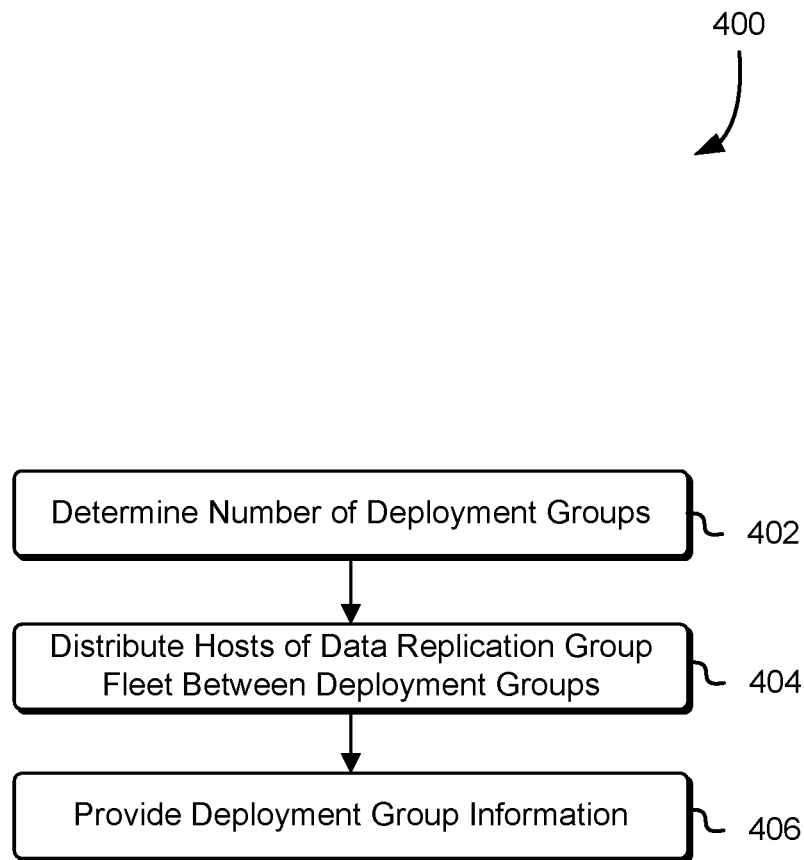 400
Determine Number of Deployment Groups
402
Distribute Hosts of Data Replication Group
Fleet Between Deployment Groups
404
Provide Deployment Group Information
406